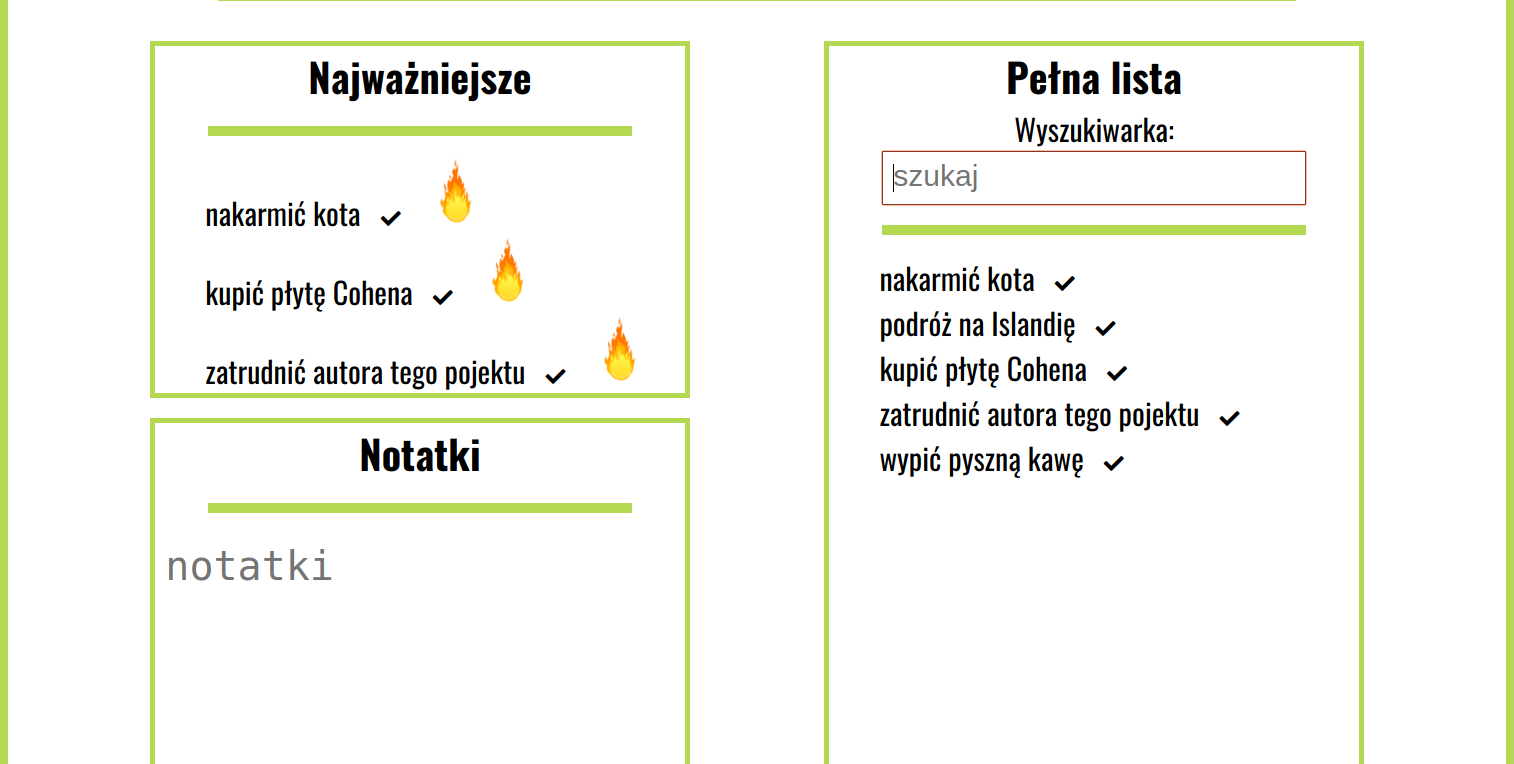 Najważniejsze
nakarmić kota
kupić płytę Cohena
zatrudnić autora tego pojektu
Notatki
notatki
Pełna lista
Wyszukiwarka:
szukaj
nakarmić kota
podróż na Islandię
kupić płytę Cohena
zatrudnić autora tego pojektu
wypić pyszną kawę